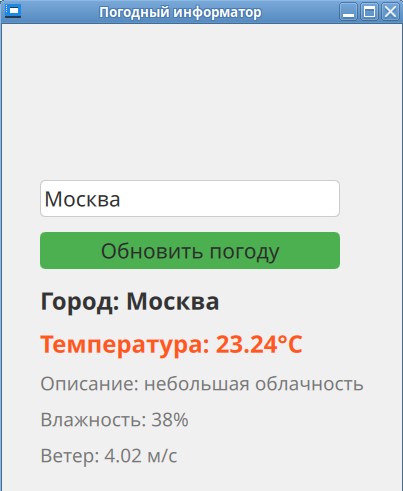 Погодный информатор
Москва
Обновить погоду
Город: Москва
Температура: 23.24°C
Описание: небольшая облачность
Влажность: 38%
Ветер: 4.02 м/с